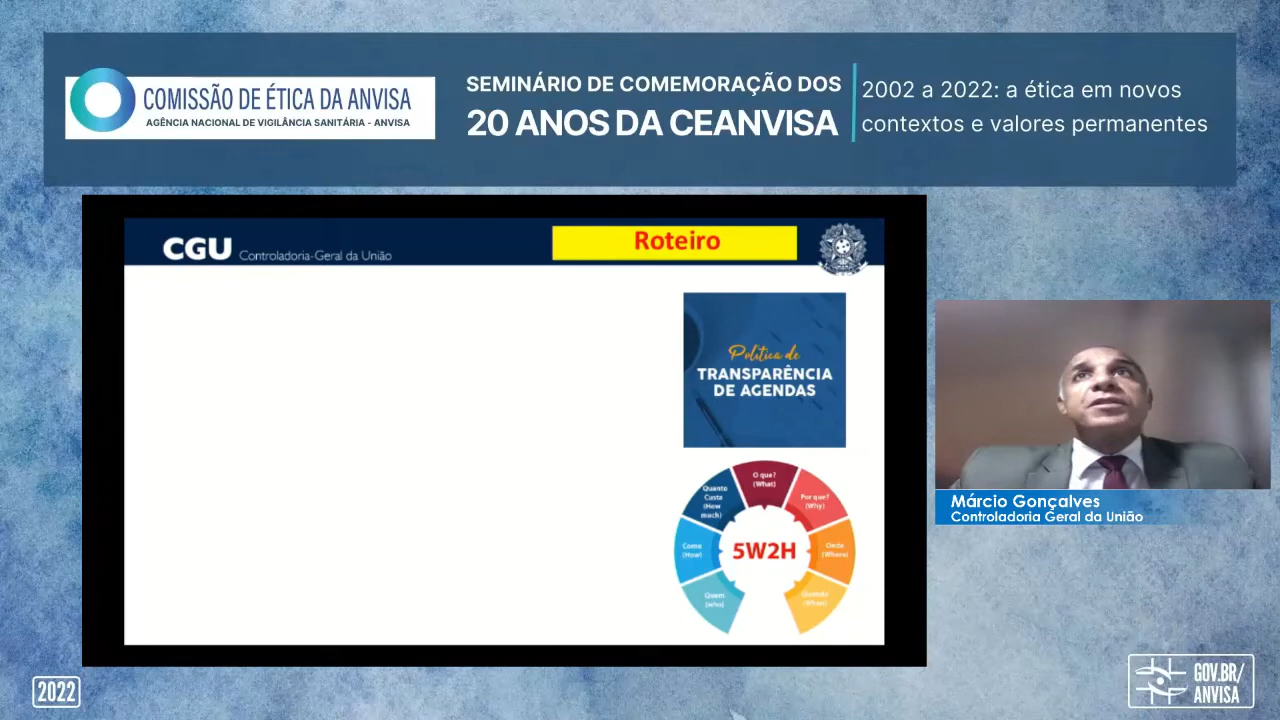 COMISSÃO DE ÉTICA DA ANVISA
AGÊNCIA NACIONAL DE VIGILÂNCIA SANITÁRIA - ANVISA
SEMINÁRIO DE COMEMORAÇÃO DOS
20 ANOS DA CEANVISA
2002 a 2022: a ética em novos
contextos e valores permanentes
CGU Controladoria-Geral da União
Roteiro
Política de
TRANSPARÊNCIA
DE AGENDAS
O que?
(What)
Por que?
(Why)
Onde
(Where)
Quando
(When)
Quem
(who)
Como
(How)
Quanto
Custa
(How
much)
5W2H
Márcio Gonçalves
Controladoria Geral da União
2022
GOV.BR/
ANVISA